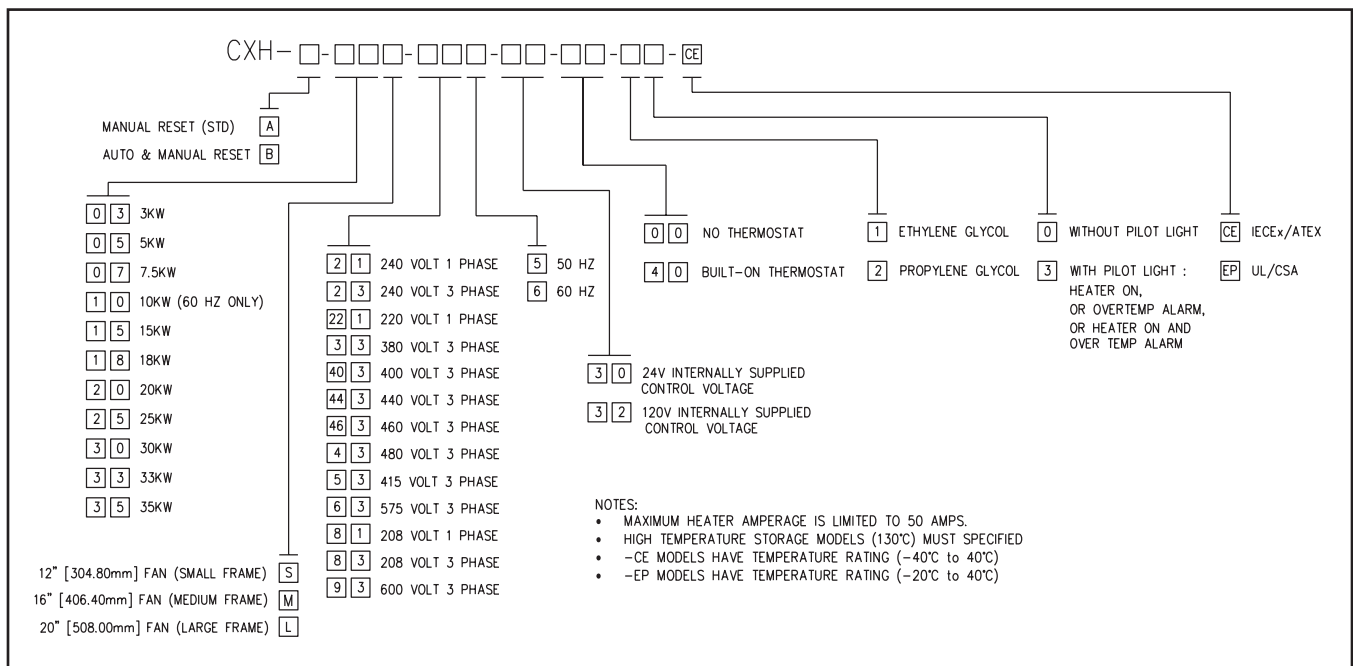 CXH- - - - - - - CE
MANUAL RESET (STD) A
AUTO & MANUAL RESET B
0 3 3KW
0 5 5KW
0 7 7.5KW
1 0 10KW (60 HZ ONLY)
1 5 15KW
1 8 18KW
2 0 20KW
2 5 25KW
3 0 30KW
3 3 33KW
3 5 35KW
12" [304.80mm] FAN (SMALL FRAME) S
16" [406.40mm] FAN (MEDIUM FRAME) M
20" [508.00mm] FAN (LARGE FRAME) L
2 1 240 VOLT 1 PHASE
2 3 240 VOLT 3 PHASE
22 1 220 VOLT 1 PHASE
3 3 380 VOLT 3 PHASE
40 3 400 VOLT 3 PHASE
44 3 440 VOLT 3 PHASE
46 3 460 VOLT 3 PHASE
4 3 480 VOLT 3 PHASE
5 3 415 VOLT 3 PHASE
6 3 575 VOLT 3 PHASE
8 1 208 VOLT 1 PHASE
8 3 208 VOLT 3 PHASE
9 3 600 VOLT 3 PHASE
5 50 HZ
6 60 HZ
3 0 24V INTERNALLY SUPPLIED
CONTROL VOLTAGE
3 2 120V INTERNALLY SUPPLIED
CONTROL VOLTAGE
0 0 NO THERMOSTAT
4 0 BUILT-ON THERMOSTAT
1 ETHYLENE GLYCOL
2 PROPYLENE GLYCOL
0 WITHOUT PILOT LIGHT
3 WITH PILOT LIGHT :
HEATER ON,
OR OVERTEMP ALARM,
OR HEATER ON AND
OVER TEMP ALARM
CE IECEx/ATEX
EP UL/CSA
NOTES:
• MAXIMUM HEATER AMPERAGE IS LIMITED TO 50 AMPS.
• HIGH TEMPERATURE STORAGE MODELS (130°C) MUST SPECIFIED
• -CE MODELS HAVE TEMPERATURE RATING (-40°C to 40°C)
• -EP MODELS HAVE TEMPERATURE RATING (-20°C to 40°C)